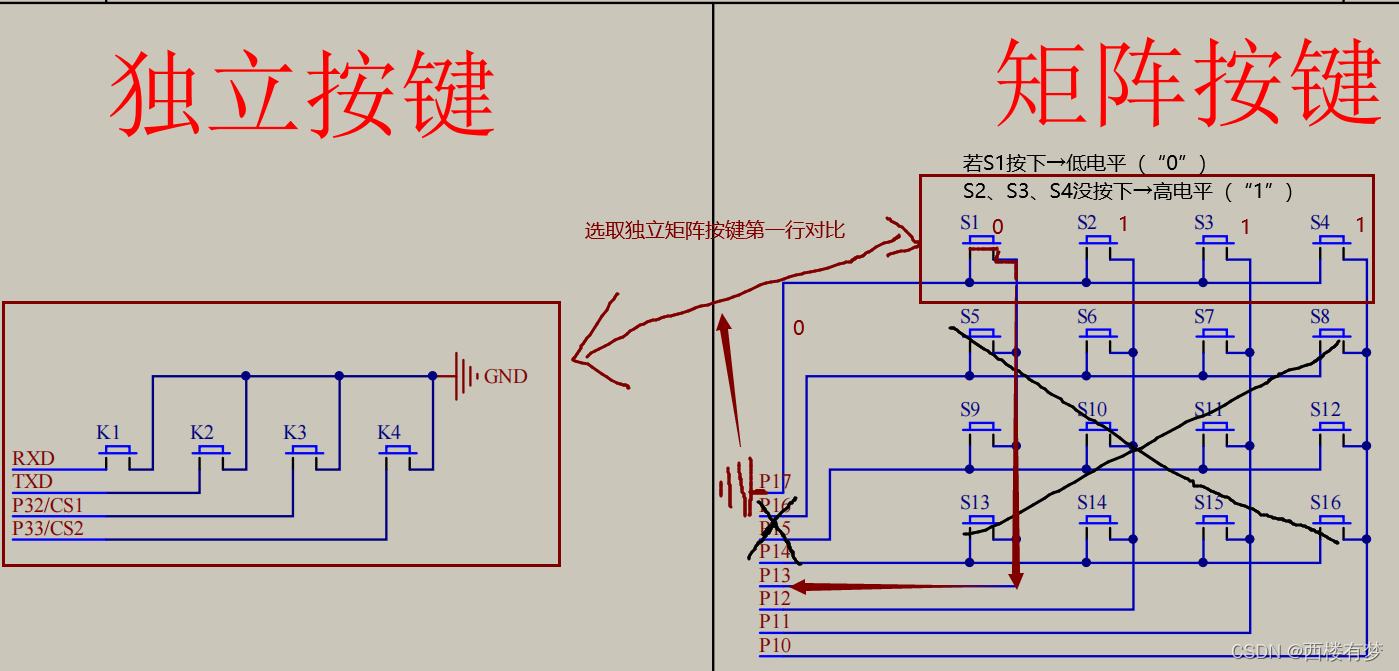 独立按键
K1
K2
K3
K4
GND
RXD
TXD
P32/CS1
P33/CS2
选取独立矩阵按键第一行对比
矩阵按键
若S1按下→低电平（“0”）
S2、S3、S4没按下→高电平（“1”）
S1 0
S2 1
S3 1
S4 1
0
S5
S6
S7
S8
S9
S10
S11
S12
S13
S14
S15
S16
P17
P16
P15
P14
P13
P12
P11
P10
CSDN @西楼有梦